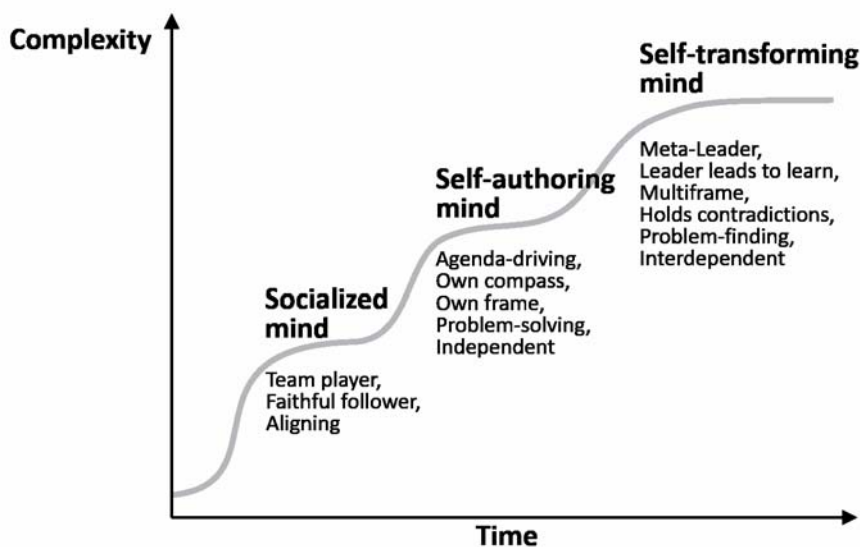 Complexity
Self-transforming
mind
Meta-Leader,
Leader leads to learn,
Multiframe,
Holds contradictions,
Problem-finding,
Interdependent
Self-authoring
mind
Agenda-driving,
Own compass,
Own frame,
Problem-solving,
Independent
Socialized
mind
Team player,
Faithful follower,
Aligning
Time